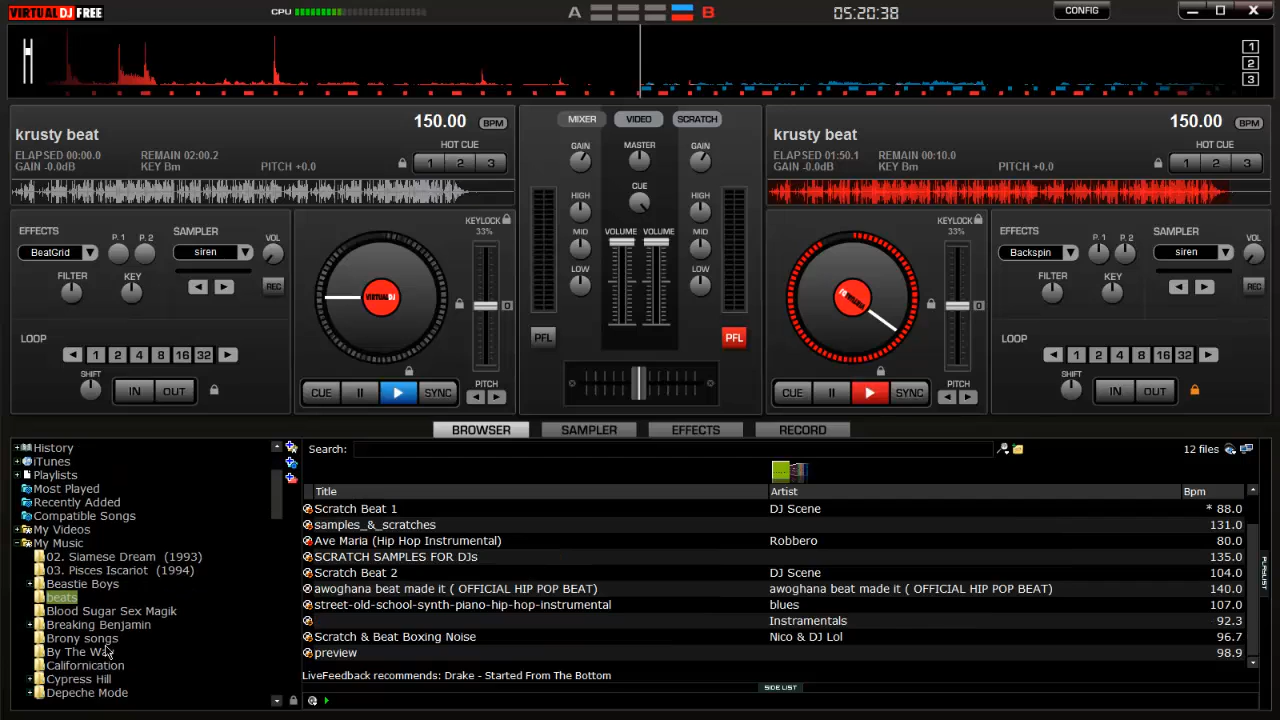 VIRTUALDJ FREE
CPU
A
B
05:20:38
CONFIG
1
2
3
krusty beat
150.00 BPM
ELAPSED 00:00.0 REMAIN 02:00.2
GAIN -0.0dB KEY Bm PITCH +0.0
HOT CUE
1 2 3
MIXER VIDEO SCRATCH
GAIN MASTER GAIN
HIGH CUE HIGH
MID VOLUME VOLUME MID
LOW LOW
PFL PFL
krusty beat
150.00 BPM
ELAPSED 01:50.1 REMAIN 00:10.0
GAIN -0.0dB KEY Bm PITCH +0.0
HOT CUE
1 2 3
EFFECTS P. 1 P. 2 SAMPLER VOL
BeatGrid siren
FILTER KEY REC
LOOP
1 2 4 8 16 32
SHIFT
IN OUT
KEYLOCK
33%
VIRTUALDJ
0
CUE SYNC PITCH
KEYLOCK
33%
VIRTUALDJ
0
CUE SYNC PITCH
EFFECTS P. 1 P. 2 SAMPLER VOL
Backspin siren
FILTER KEY REC
LOOP
1 2 4 8 16 32
SHIFT
IN OUT
BROWSER SAMPLER EFFECTS RECORD
History
iTunes
Playlists
Most Played
Recently Added
Compatible Songs
My Videos
My Music
02. Siamese Dream (1993)
03. Pisces Iscariot (1994)
Beastie Boys
beats
Blood Sugar Sex Magik
Breaking Benjamin
Brony songs
By The Way
Californication
Cypress Hill
Depeche Mode
Search:
12 files
Title Artist Bpm
Scratch Beat 1 DJ Scene * 88.0
samples_&_scratches 131.0
Ave Maria (Hip Hop Instrumental) Robbero 80.0
SCRATCH SAMPLES FOR DJs 135.0
Scratch Beat 2 DJ Scene 104.0
awoghana beat made it ( OFFICIAL HIP POP BEAT) awoghana beat made it ( OFFICIAL HIP POP BEAT) 140.0
street-old-school-synth-piano-hip-hop-instrumental blues 107.0
Instrumentals 92.3
Scratch & Beat Boxing Noise Nico & DJ Lol 96.7
preview 98.9
LiveFeedback recommends: Drake - Started From The Bottom
SIDE LIST
PLAYLIST